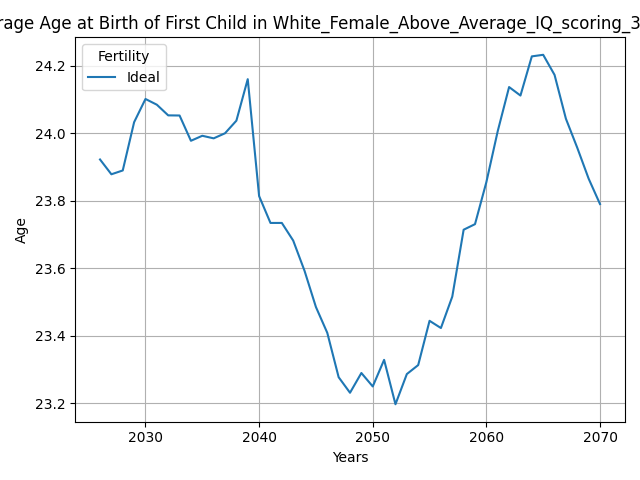 rage Age at Birth of First Child in White_Female_Above_Average_IQ_scoring_3
Fertility
Ideal
24.2
24.0
23.8
23.6
23.4
23.2
Age
2030 2040 2050 2060 2070
Years